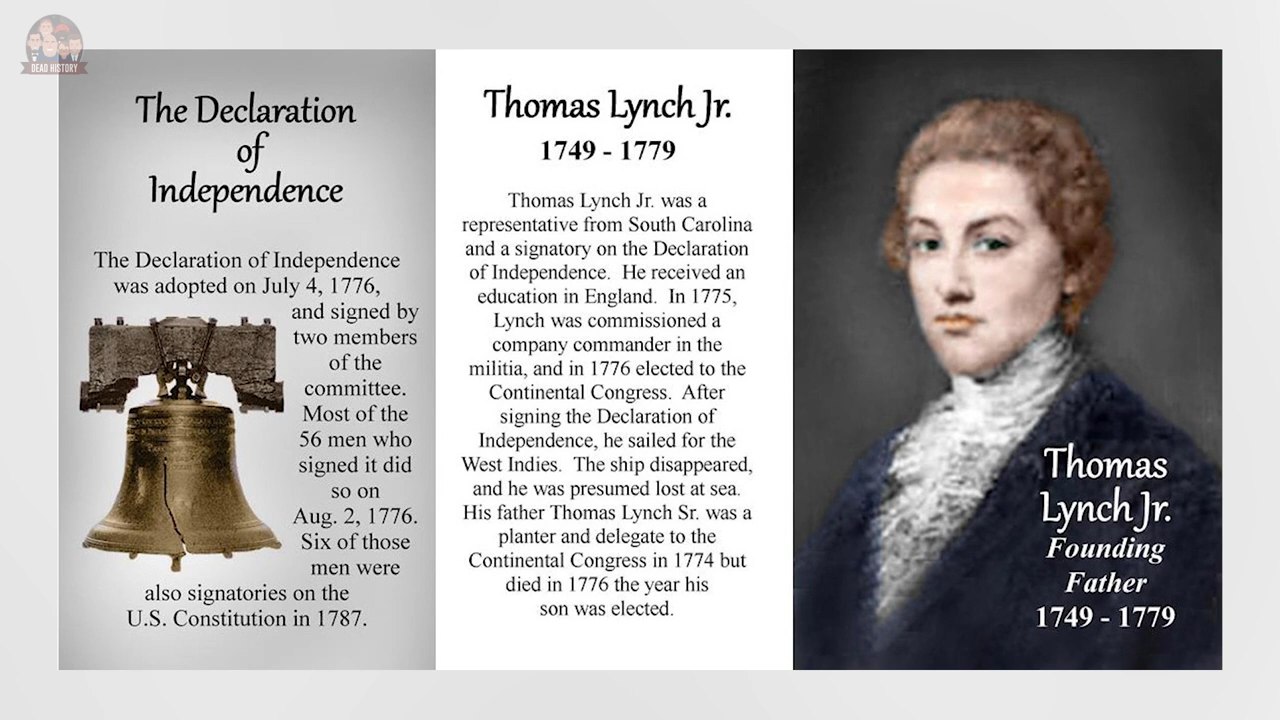 DEAD HISTORY
The Declaration
of
Independence
The Declaration of Independence
was adopted on July 4, 1776,
and signed by
two members
of the
committee.
Most of the
56 men who
signed it did
so on
Aug. 2, 1776.
Six of those
men were
also signatories on the
U.S. Constitution in 1787.
Thomas Lynch Jr.
1749 - 1779
Thomas Lynch Jr. was a
representative from South Carolina
and a signatory on the Declaration
of Independence. He received an
education in England. In 1775,
Lynch was commissioned a
company commander in the
militia, and in 1776 elected to the
Continental Congress. After
signing the Declaration of
Independence, he sailed for the
West Indies. The ship disappeared,
and he was presumed lost at sea.
His father Thomas Lynch Sr. was a
planter and delegate to the
Continental Congress in 1774 but
died in 1776 the year his
son was elected.
Thomas
Lynch Jr.
Founding
Father
1749 - 1779